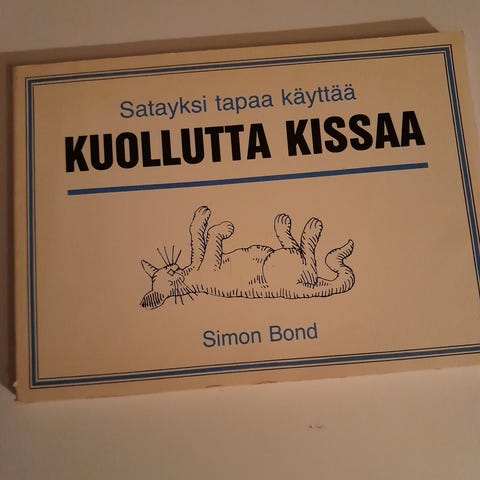 Satayksi tapaa käyttää
KUOLLUTTA KISSAA
Simon Bond